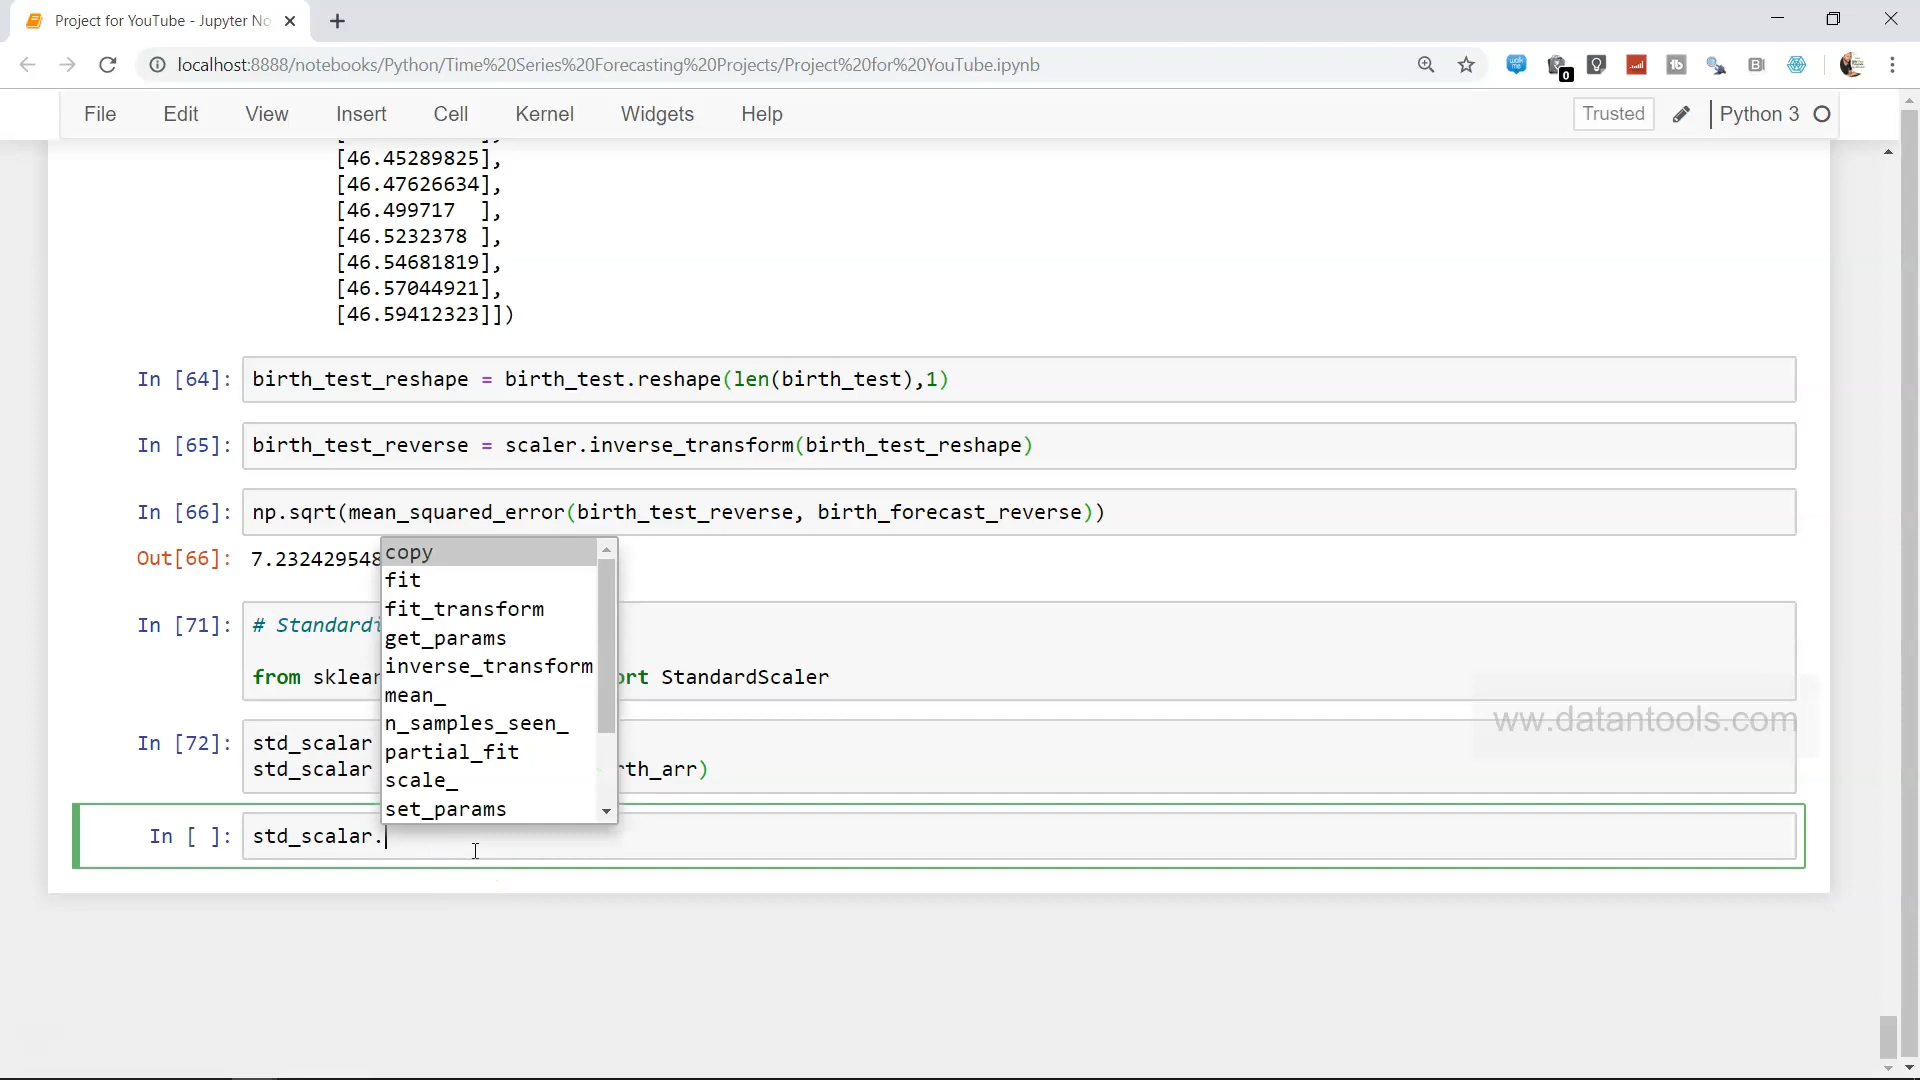 Project for YouTube - Jupyter No
localhost:8888/notebooks/Python/Time%20Series%20Forecasting%20Projects/Project%20for%20YouTube.ipynb
0
File Edit View Insert Cell Kernel Widgets Help
Trusted
Python 3
[46.45289825],
[46.47626634],
[46.499717  ],
[46.5232378 ],
[46.54681819],
[46.57044921],
[46.59412323]])
In [64]: birth_test_reshape = birth_test.reshape(len(birth_test),1)
In [65]: birth_test_reverse = scaler.inverse_transform(birth_test_reshape)
In [66]: np.sqrt(mean_squared_error(birth_test_reverse, birth_forecast_reverse))
Out[66]: 7.232429548
copy
fit
fit_transform
get_params
inverse_transform
mean_
n_samples_seen_
partial_fit
scale_
set_params
In [71]: # Standardi
from sklear ort StandardScaler
In [72]: std_scalar
std_scalar rth_arr)
In [ ]: std_scalar.
ww.datantools.com